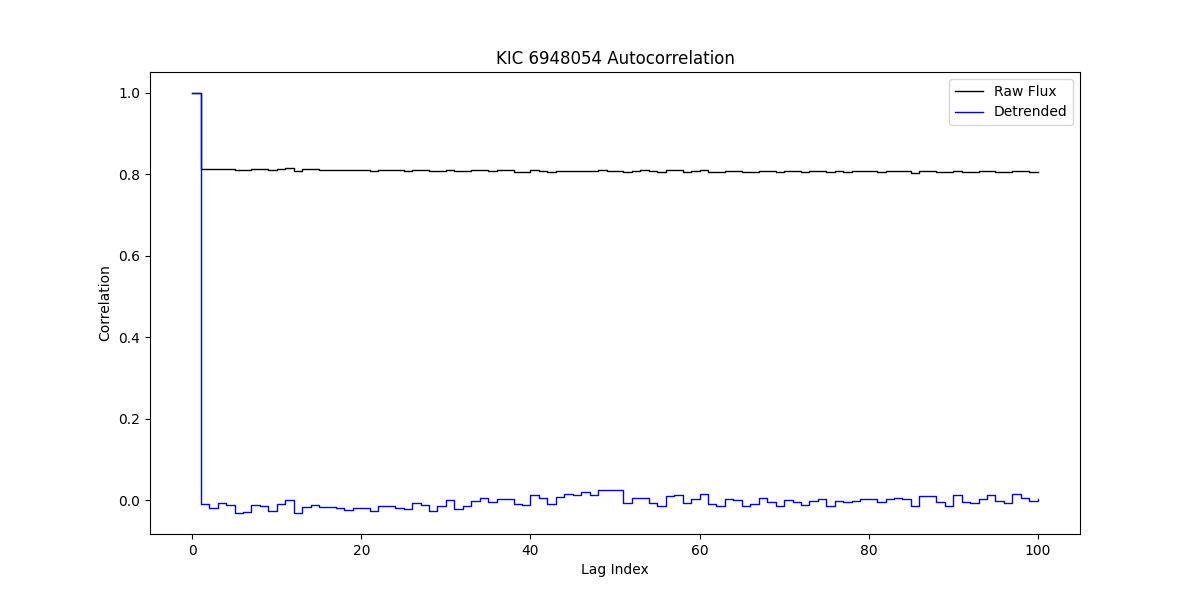 KIC 6948054 Autocorrelation
Raw Flux
Detrended
1.0
0.8
0.6
0.4
0.2
0.0
Correlation
0 20 40 60 80 100
Lag Index